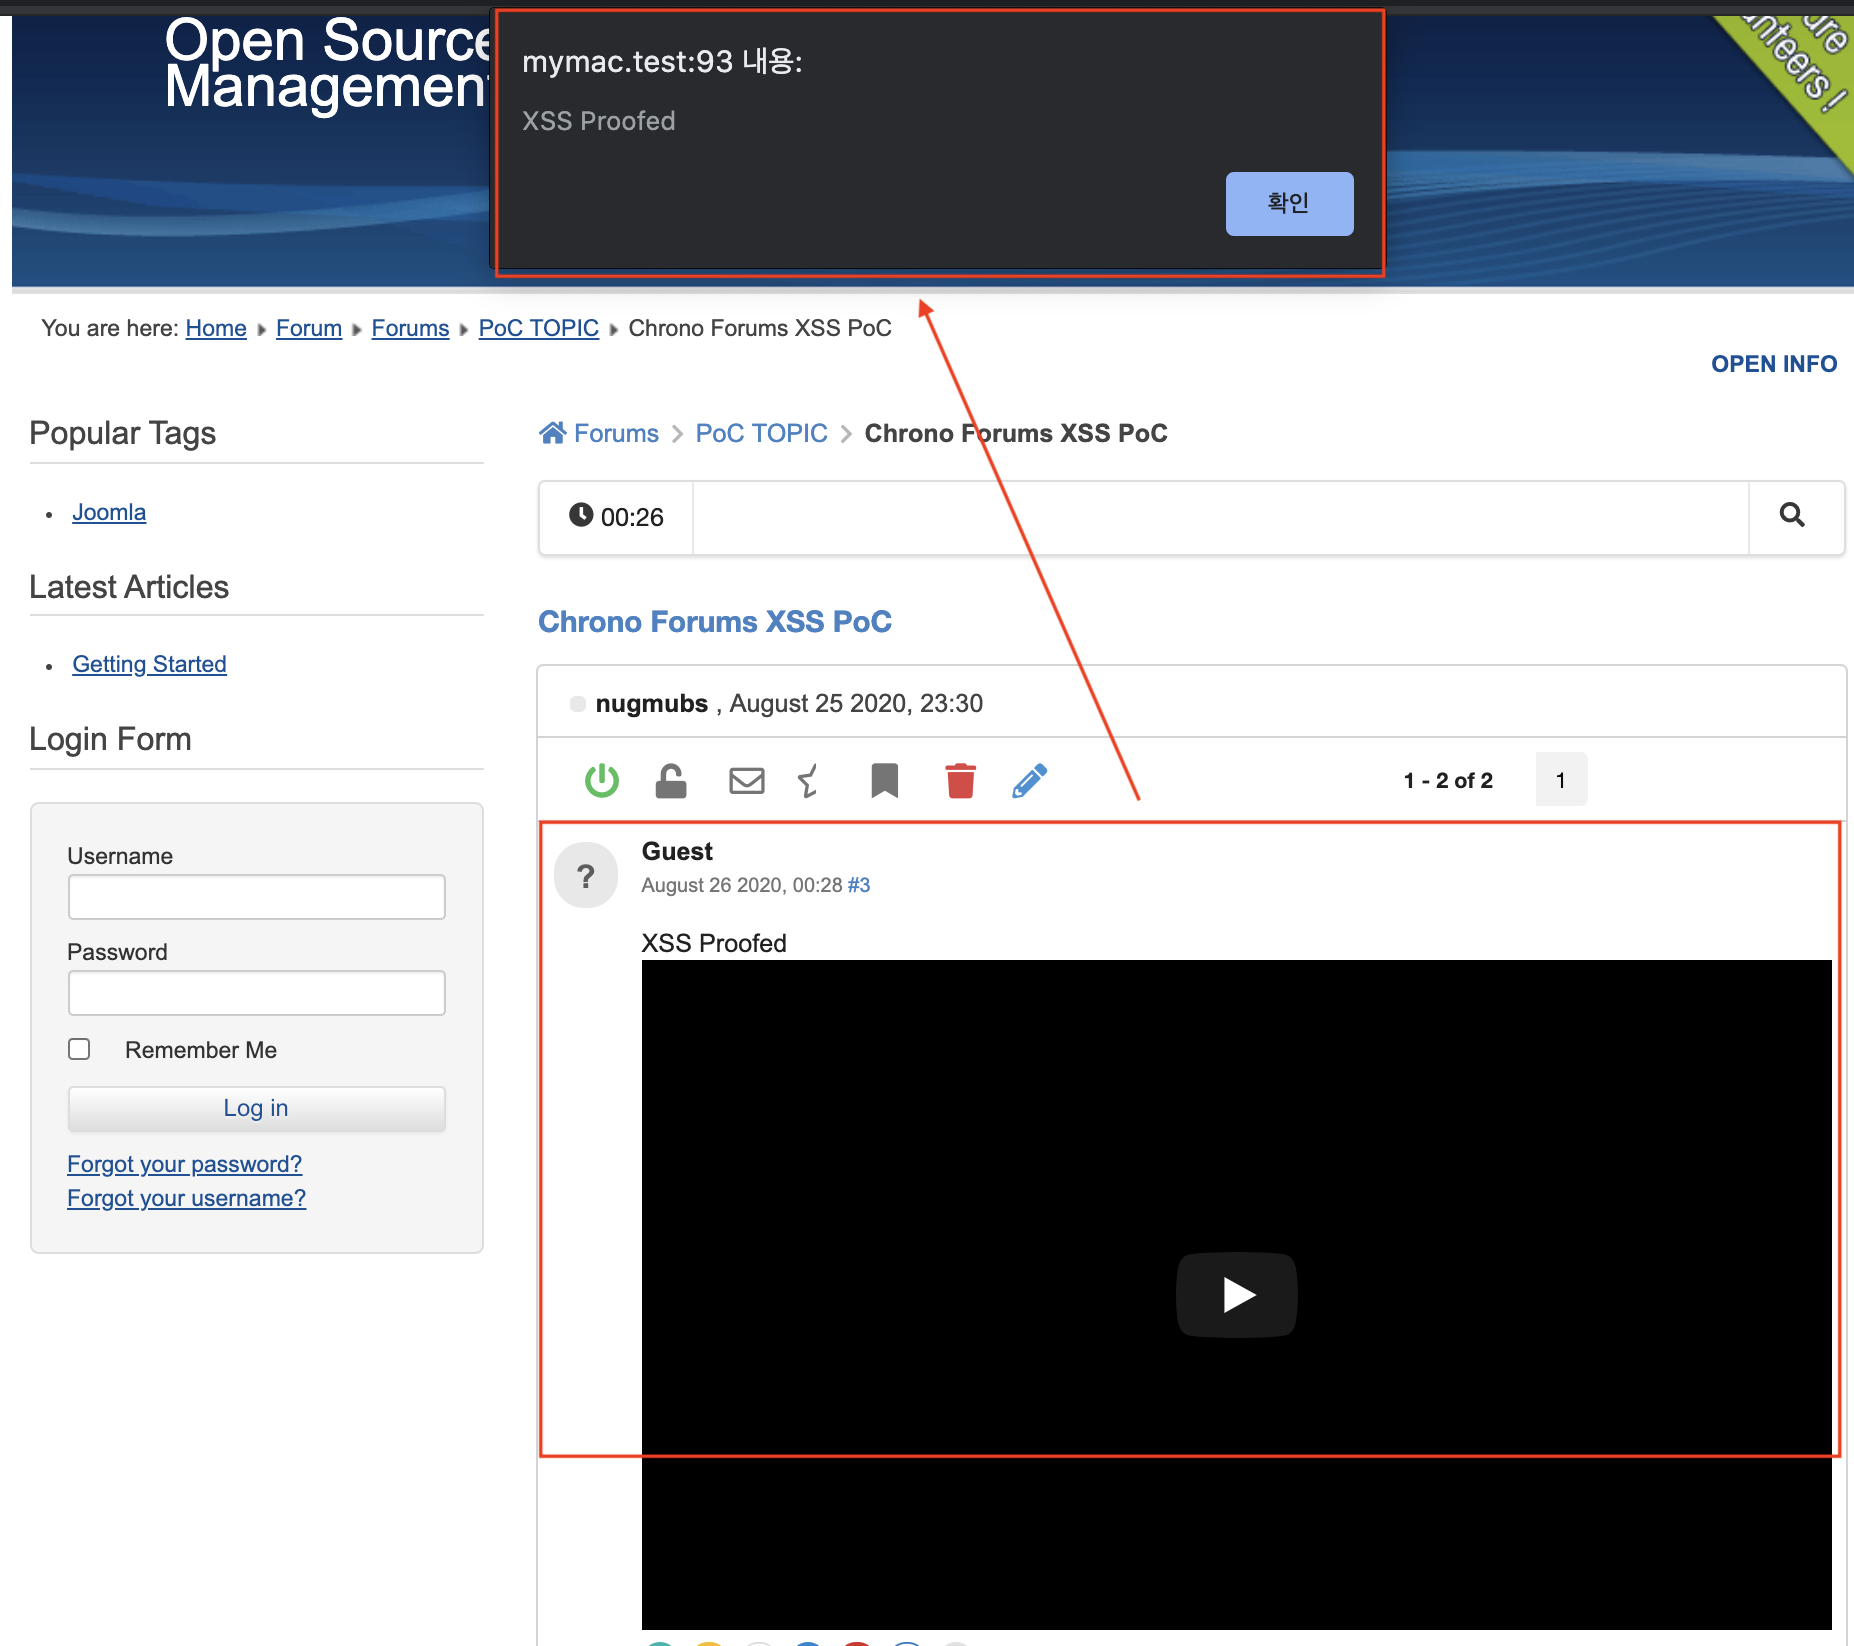 Open Source
Management
mymac.test:93 내용:
XSS Proofed
확인
You are here: Home Forum Forums PoC TOPIC Chrono Forums XSS PoC
OPEN INFO
Popular Tags
Joomla
Latest Articles
Getting Started
Login Form
Username
Password
Remember Me
Log in
Forgot your password?
Forgot your username?
Forums PoC TOPIC Chrono Forums XSS PoC
00:26
Chrono Forums XSS PoC
nugmubs , August 25 2020, 23:30
1 - 2 of 2 1
?
Guest
August 26 2020, 00:28 #3
XSS Proofed